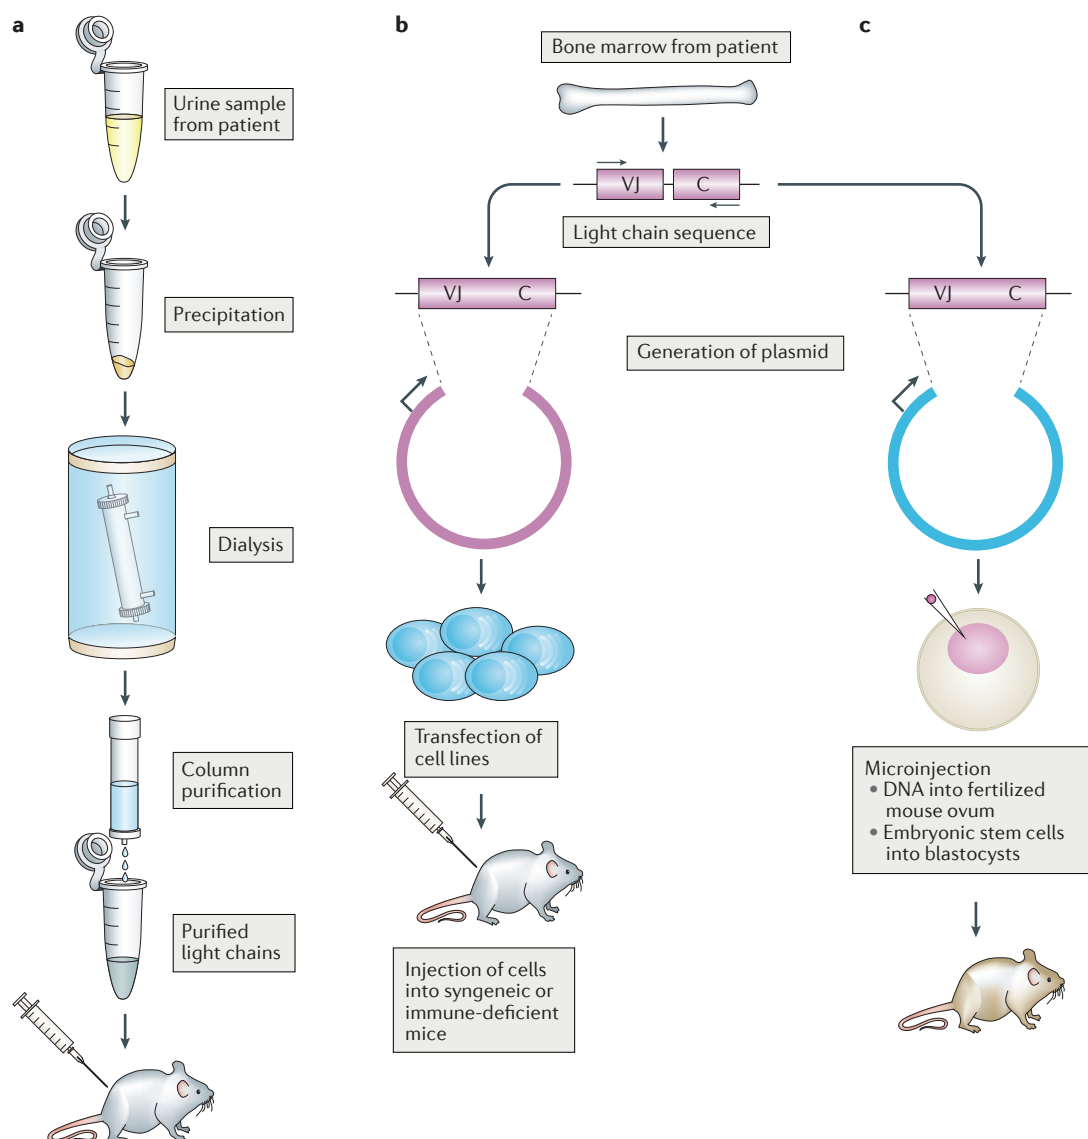 a
Urine sample
from patient
Precipitation
Dialysis
Column
purification
Purified
light chains
b
Bone marrow from patient
VJ
C
Light chain sequence
VJ
C
Generation of plasmid
Transfection of
cell lines
Injection of cells
into syngeneic or
immune-deficient
mice
c
VJ
C
Microinjection
• DNA into fertilized
mouse ovum
• Embryonic stem cells
into blastocysts